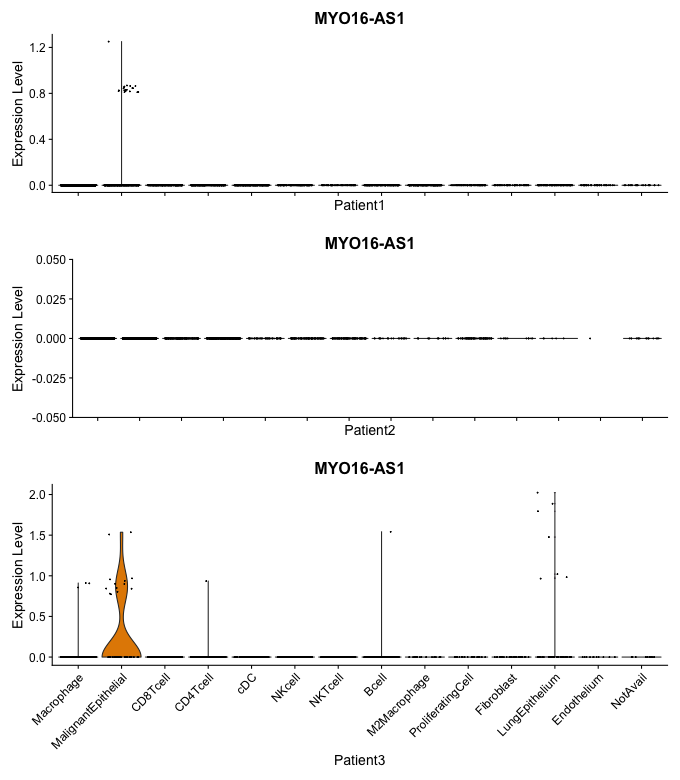 MYO16-AS1
Expression Level
1.2
0.8
0.4
0.0
Patient1
MYO16-AS1
Expression Level
0.050
0.025
0.000
-0.025
-0.050
Patient2
MYO16-AS1
Expression Level
2.0
1.5
1.0
0.5
0.0
Macrophage
MalignantEpithelial
CD8Tcell
CD4Tcell
cDC
NKcell
NKTcell
Bcell
M2Macrophage
ProliferatingCell
Fibroblast
LungEpithelium
Endothelium
NotAvail
Patient3